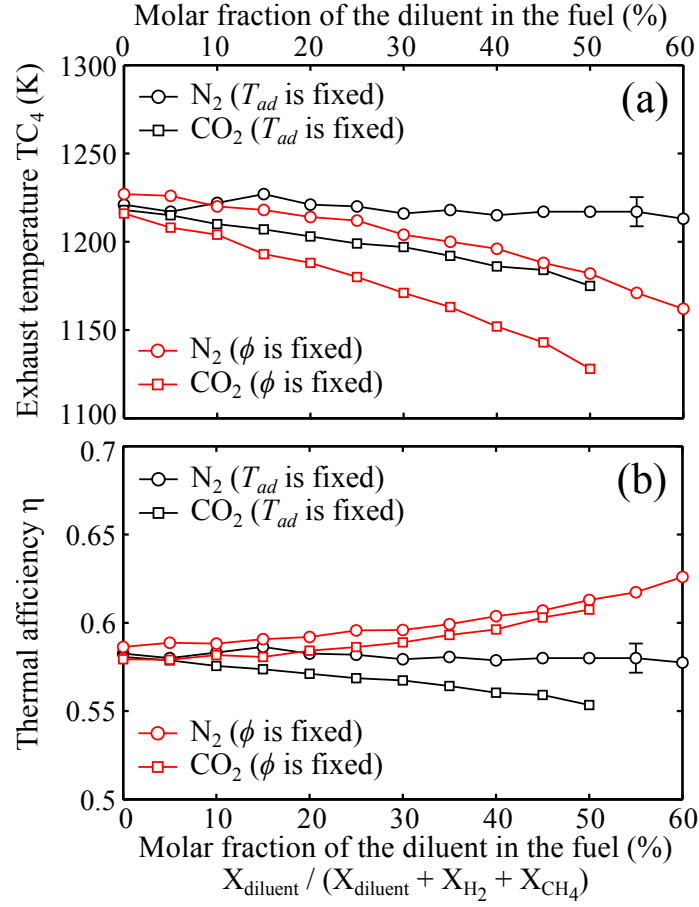 Molar fraction of the diluent in the fuel (%)
0 10 20 30 40 50 60
Exhaust temperature TC4 (K)
1300
1250
1200
1150
1100
N2 (Tad is fixed)
CO2 (Tad is fixed)
(a)
N2 (ϕ is fixed)
CO2 (ϕ is fixed)
Thermal afficiency η
0.7
0.65
0.6
0.55
0.5
N2 (Tad is fixed)
CO2 (Tad is fixed)
(b)
N2 (ϕ is fixed)
CO2 (ϕ is fixed)
0 10 20 30 40 50 60
Molar fraction of the diluent in the fuel (%)
Xdiluent / (Xdiluent + XH2 + XCH4)